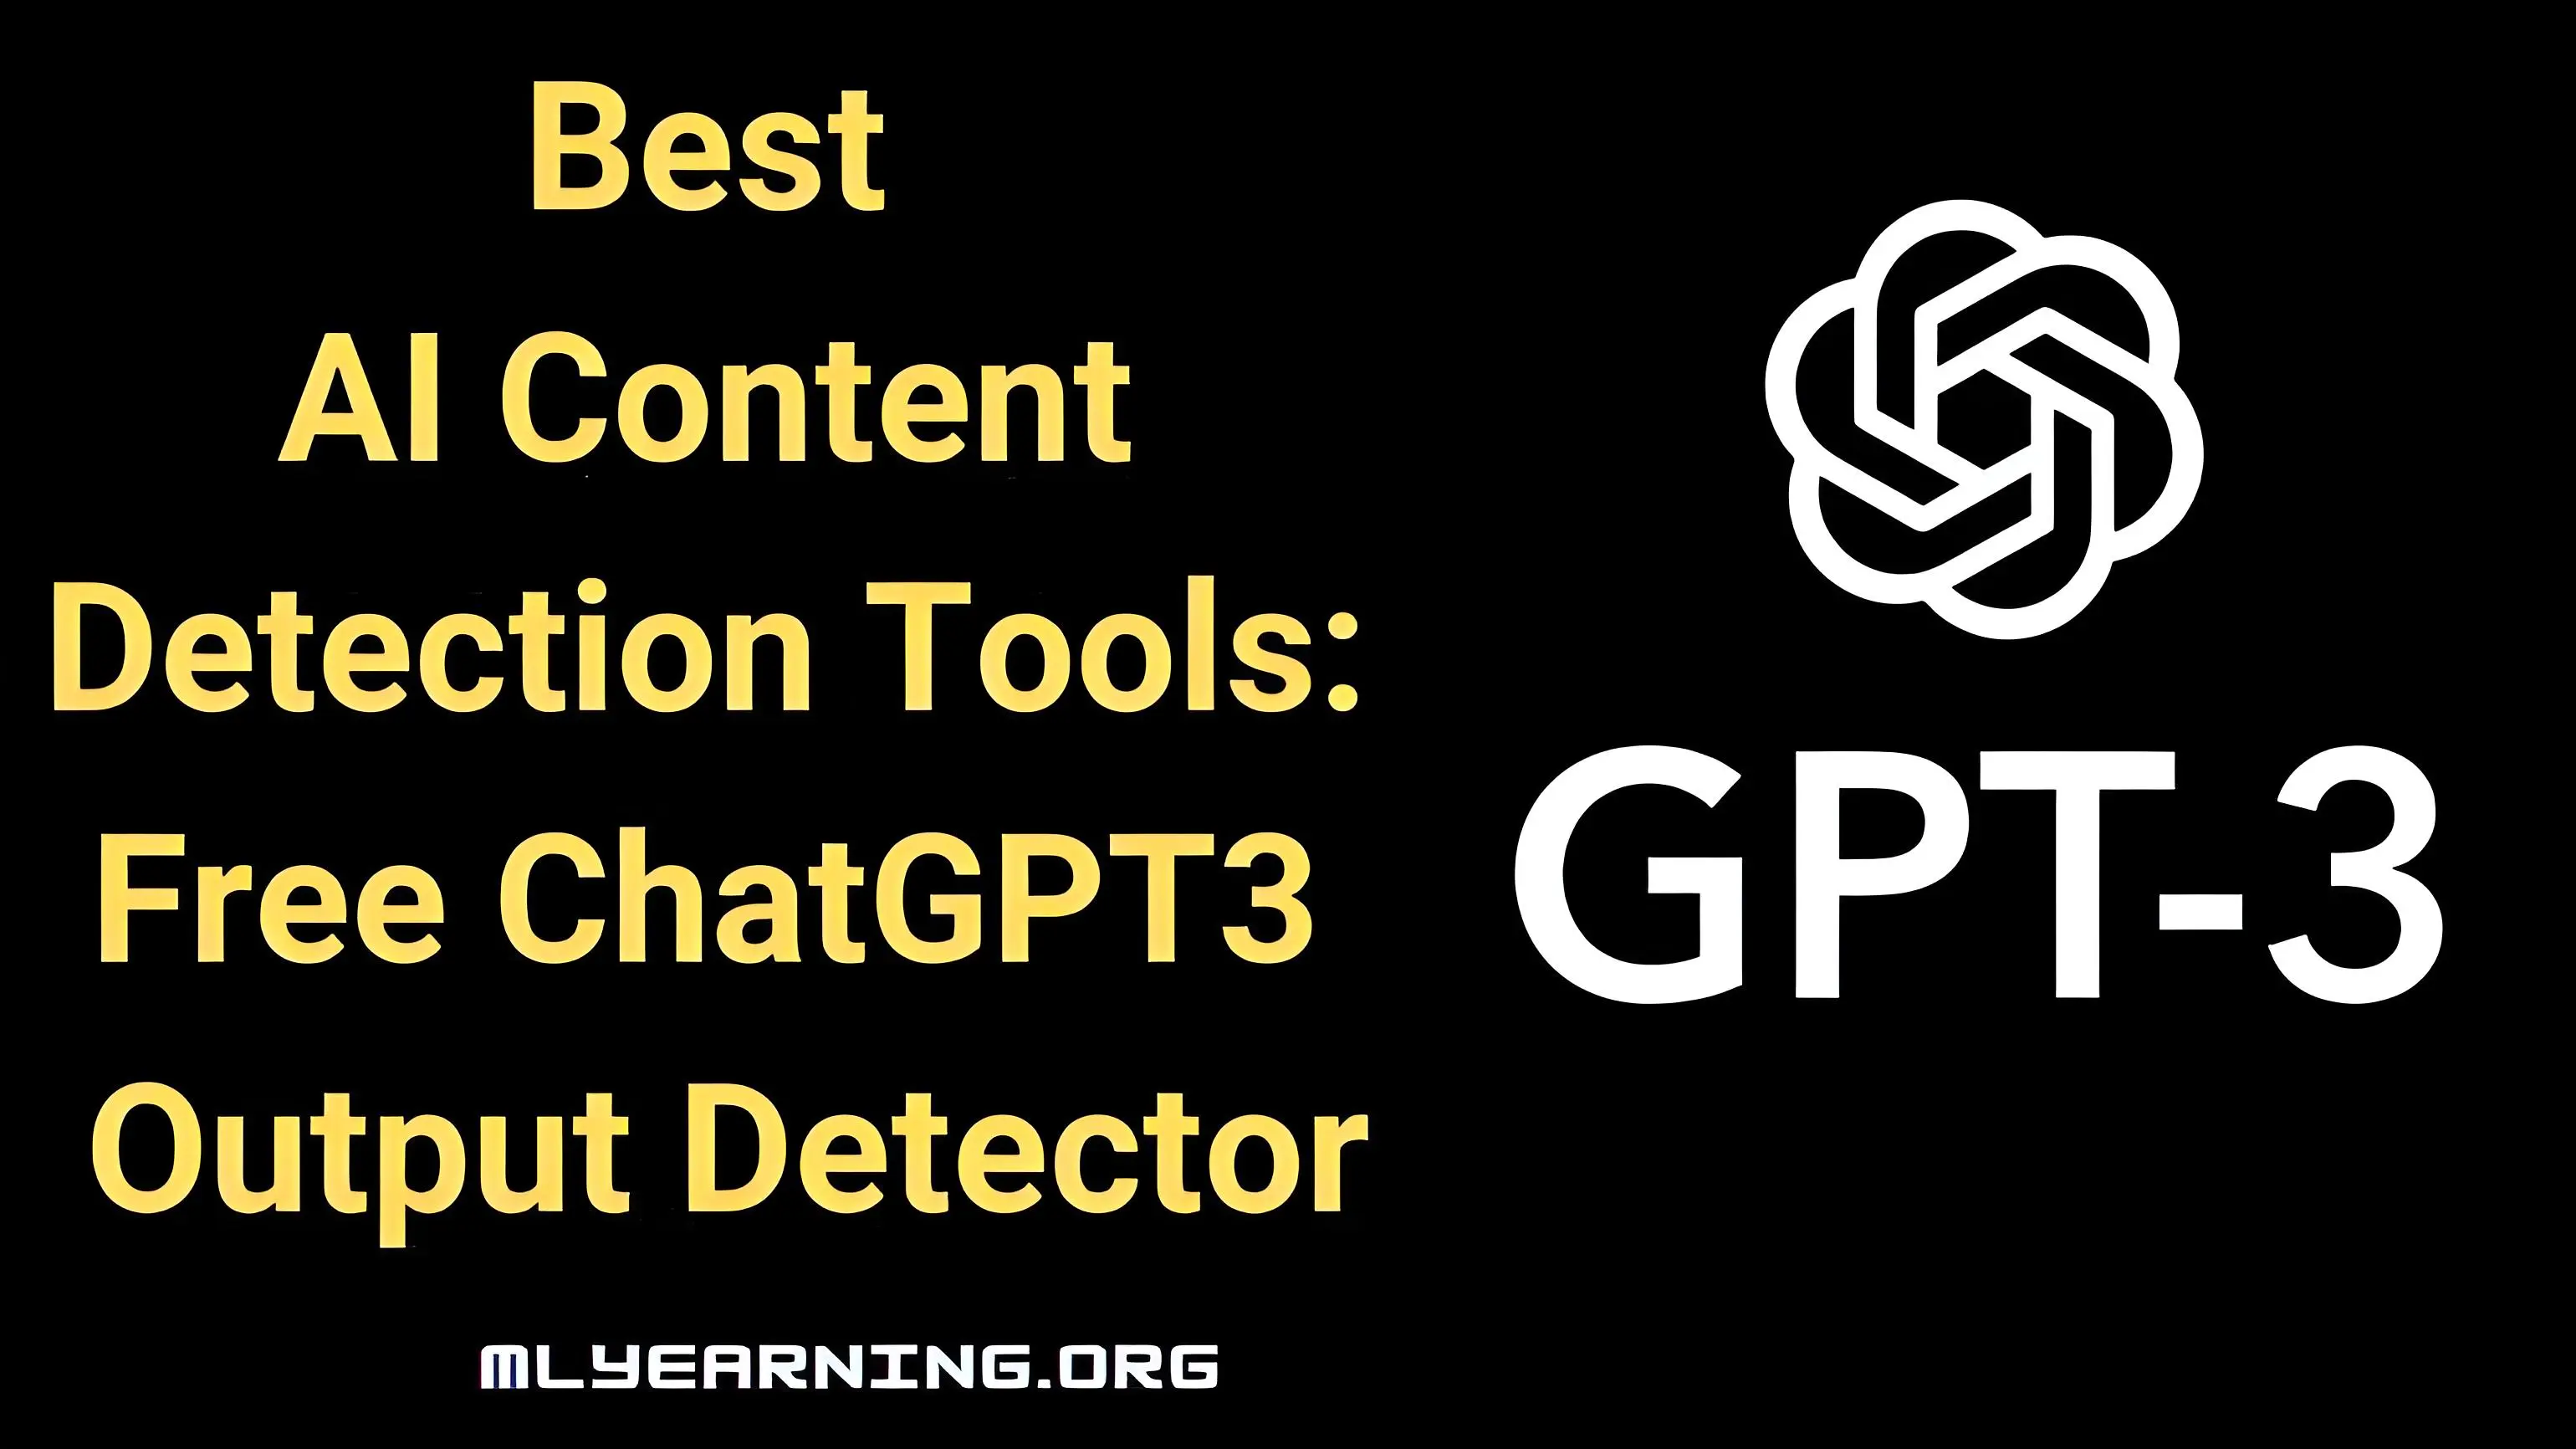 Best
AI Content
Detection Tools:
Free ChatGPT3
Output Detector
GPT-3
MLYEARNING.ORG